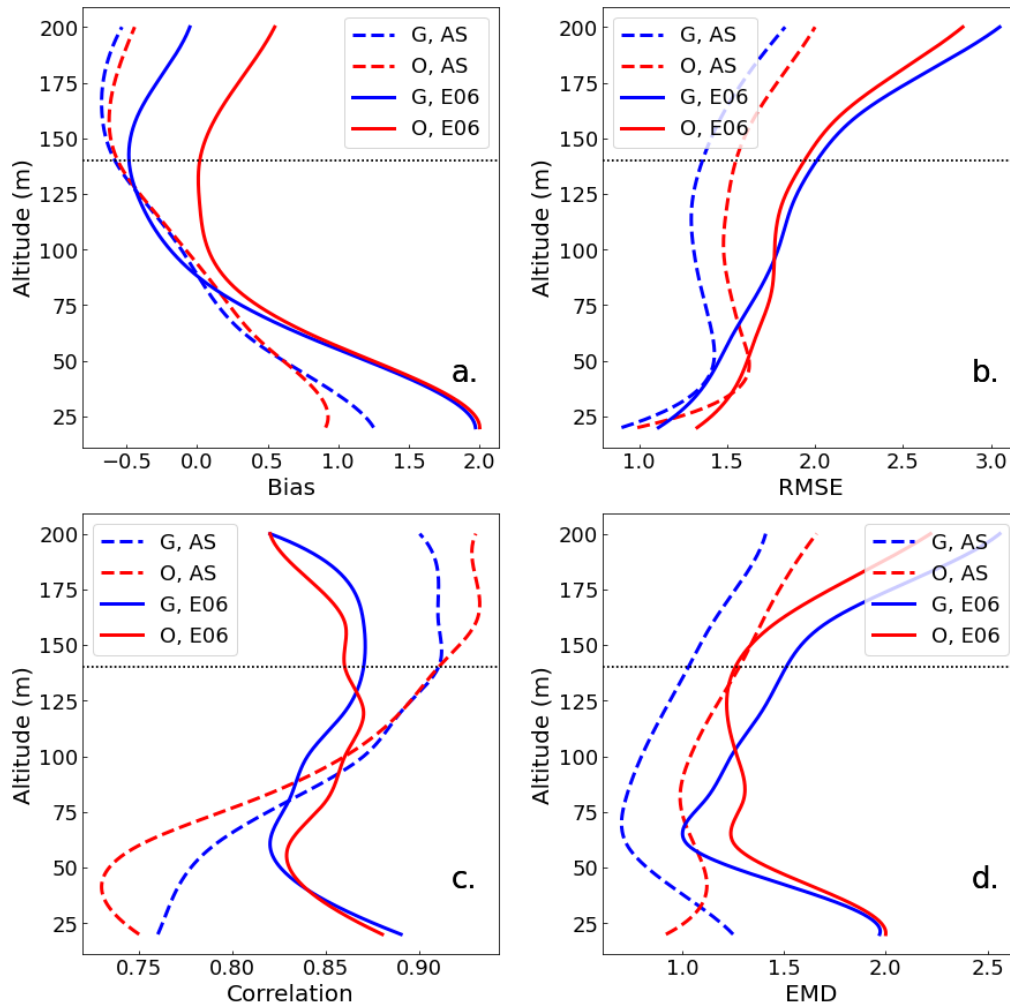 200
175
150
125
100
75
50
25
Altitude (m)
G, AS
O, AS
G, E06
O, E06
a.
−0.5 0.0 0.5 1.0 1.5 2.0
Bias
200
175
150
125
100
75
50
25
Altitude (m)
G, AS
O, AS
G, E06
O, E06
b.
1.0 1.5 2.0 2.5 3.0
RMSE
200
175
150
125
100
75
50
25
Altitude (m)
G, AS
O, AS
G, E06
O, E06
c.
0.75 0.80 0.85 0.90
Correlation
200
175
150
125
100
75
50
25
Altitude (m)
G, AS
O, AS
G, E06
O, E06
d.
1.0 1.5 2.0 2.5
EMD